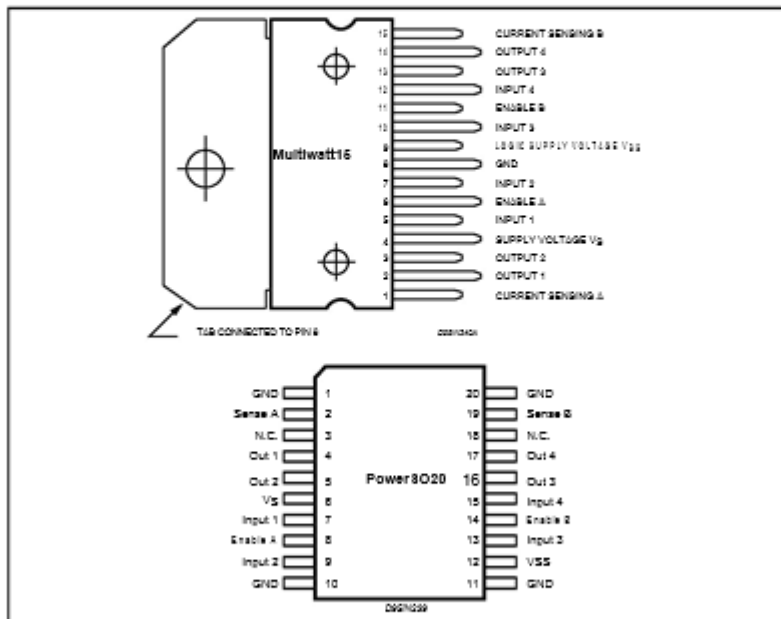 15 CURRENT SENSING B
14 OUTPUT 4
13 OUTPUT 3
12 INPUT 4
11 ENABLE B
10 INPUT 3
9 LOGIC SUPPLY VOLTAGE VSS
8 GND
7 INPUT 2
6 ENABLE A
5 INPUT 1
4 SUPPLY VOLTAGE VS
3 OUTPUT 2
2 OUTPUT 1
1 CURRENT SENSING A
Multiwatt15
TAB CONNECTED TO PIN 8
GND 1 20 GND
Sense A 2 19 Sense B
N.C. 3 18 N.C.
Out 1 4 17 Out 4
Out 2 5 16 Out 3
VS 6 15 Input 4
Input 1 7 14 Enable B
Enable A 8 13 Input 3
Input 2 9 12 VSS
GND 10 11 GND
PowerSO20